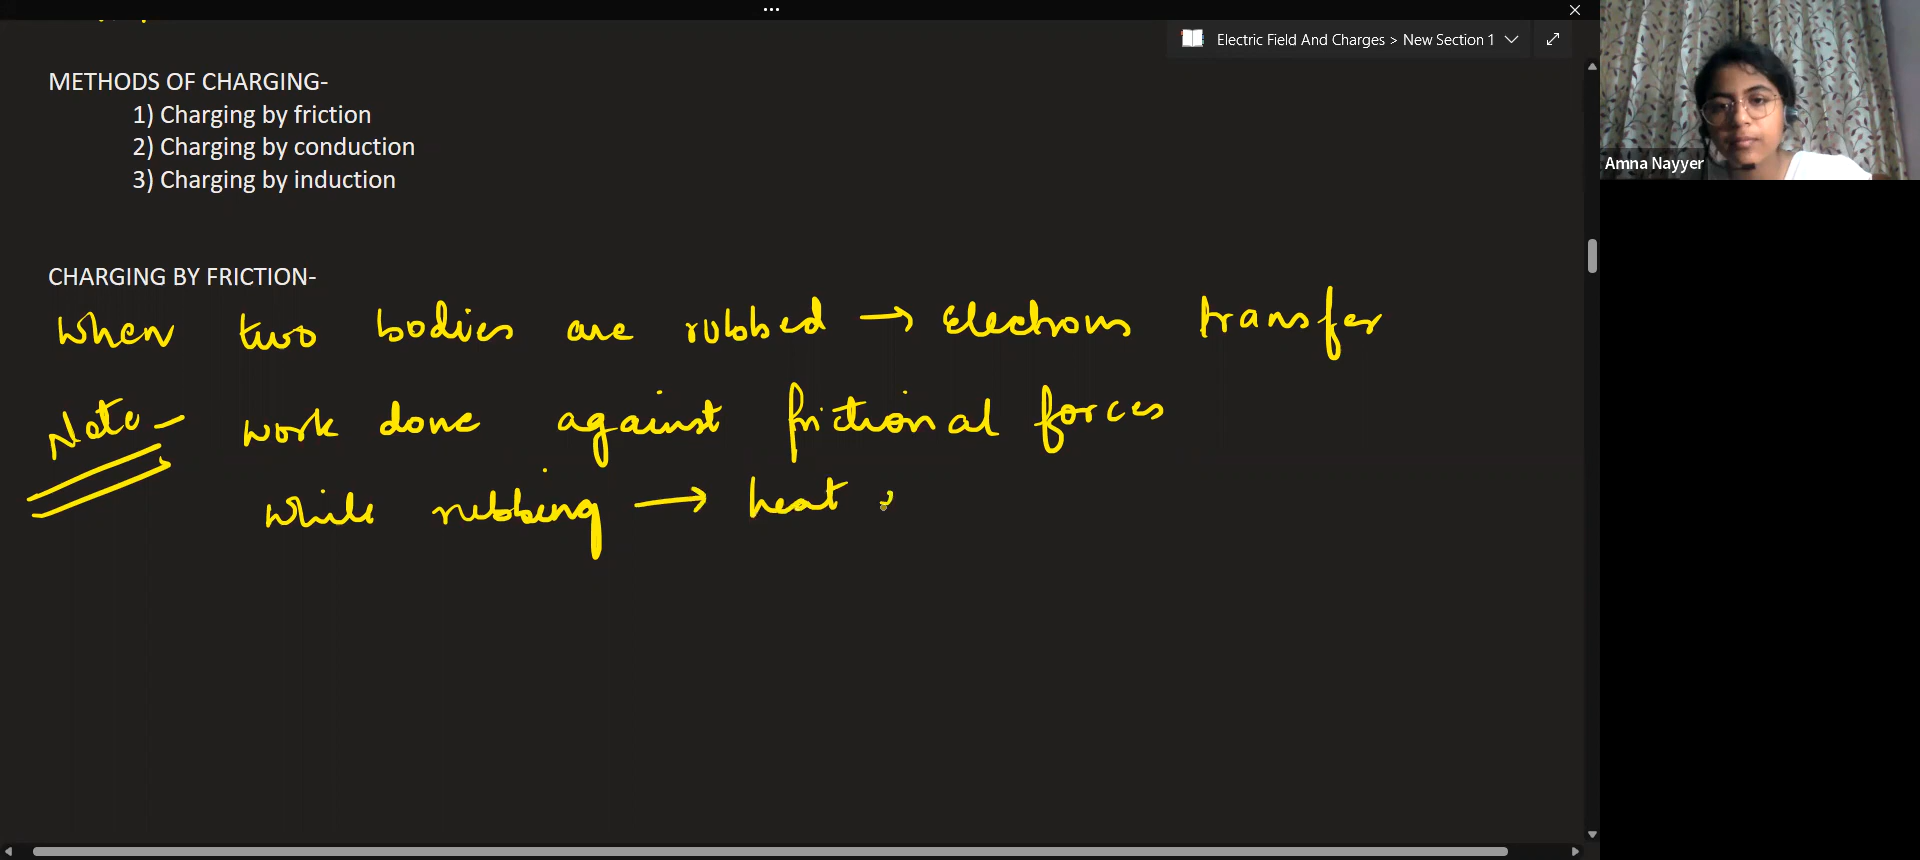 Electric Field And Charges > New Section 1
METHODS OF CHARGING-
1) Charging by friction
2) Charging by conduction
3) Charging by induction
Amna Nayyer
CHARGING BY FRICTION-
When two bodies are rubbed → Electrons transfer
Note - work done against frictional forces
while rubbing → heat